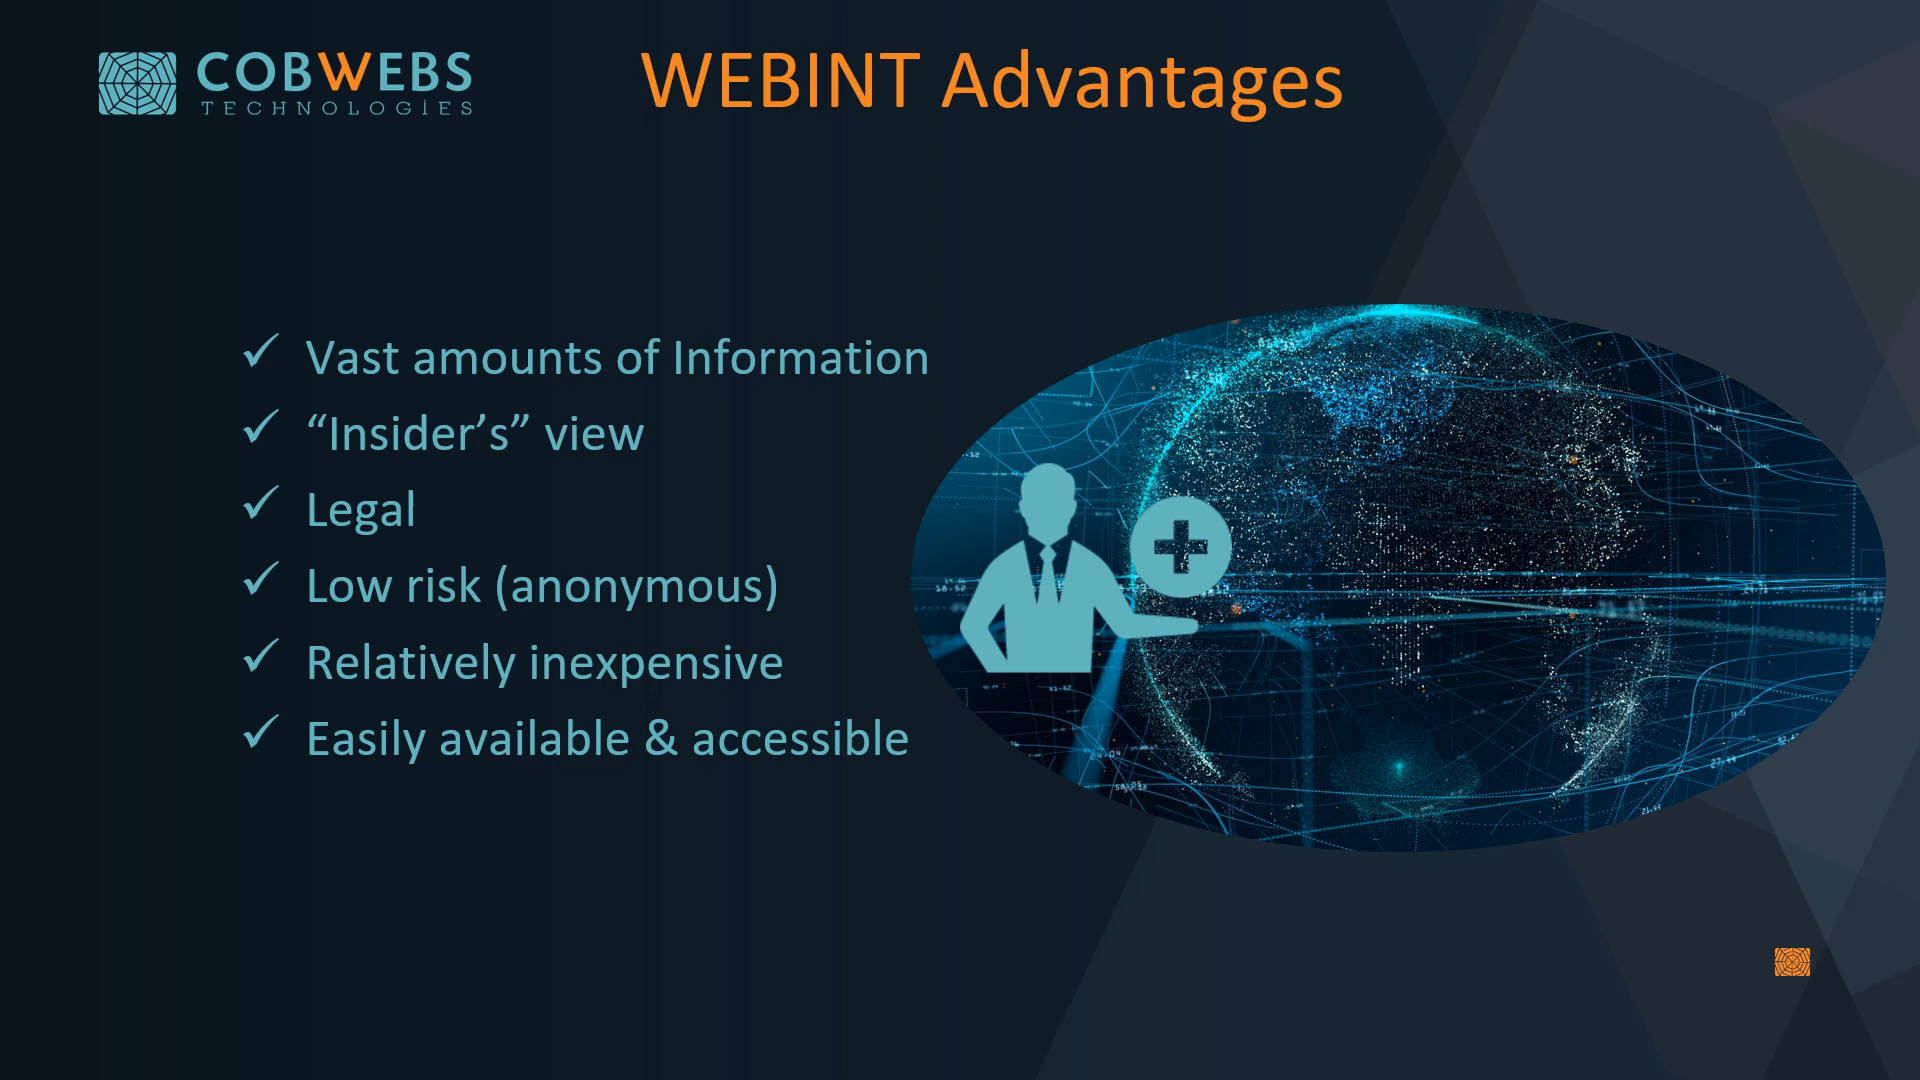 COBWEBS
TECHNOLOGIES
WEBINT Advantages
✓ Vast amounts of Information
✓ “Insider’s” view
✓ Legal
✓ Low risk (anonymous)
✓ Relatively inexpensive
✓ Easily available & accessible